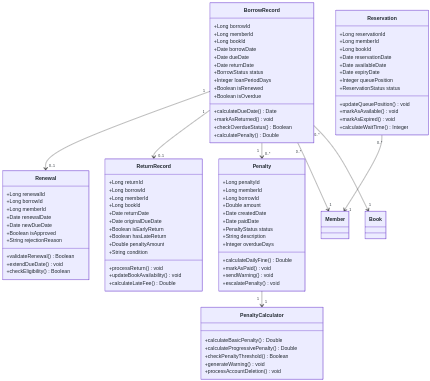 BorrowRecord
+Long borrowId
+Long memberId
+Long bookId
+Date borrowDate
+Date dueDate
+Date returnDate
+BorrowStatus status
+Integer loanPeriodDays
+Boolean isRenewed
+Boolean isOverdue
+calculateDueDate() : Date
+markAsReturned() : void
+checkOverdueStatus() : Boolean
+calculatePenalty() : Double
Reservation
+Long reservationId
+Long memberId
+Long bookId
+Date reservationDate
+Date availableDate
+Date expiryDate
+Integer queuePosition
+ReservationStatus status
+updateQueuePosition() : void
+markAsAvailable() : void
+markAsExpired() : void
+calculateWaitTime() : Integer
1
1
1
0..*
0..*
0..*
0..1
0..1
0..*
1
1
1
Renewal
+Long renewalId
+Long borrowId
+Long memberId
+Date renewalDate
+Date newDueDate
+Boolean isApproved
+String rejectionReason
+validateRenewal() : Boolean
+extendDueDate() : void
+checkEligibility() : Boolean
ReturnRecord
+Long returnId
+Long borrowId
+Long memberId
+Long bookId
+Date returnDate
+Date originalDueDate
+Boolean isEarlyReturn
+Boolean hasLateReturn
+Double penaltyAmount
+String condition
+processReturn() : void
+updateBookAvailability() : void
+calculateLateFee() : Double
Penalty
+Long penaltyId
+Long memberId
+Long borrowId
+Double amount
+Date createdDate
+Date paidDate
+PenaltyStatus status
+String description
+Integer overdueDays
+calculateDailyFine() : Double
+markAsPaid() : void
+sendWarning() : void
+escalatePenalty() : void
Member
Book
1
1
PenaltyCalculator
+calculateBasicPenalty() : Double
+calculateProgressivePenalty() : Double
+checkPenaltyThreshold() : Boolean
+generateWarning() : void
+processAccountDeletion() : void